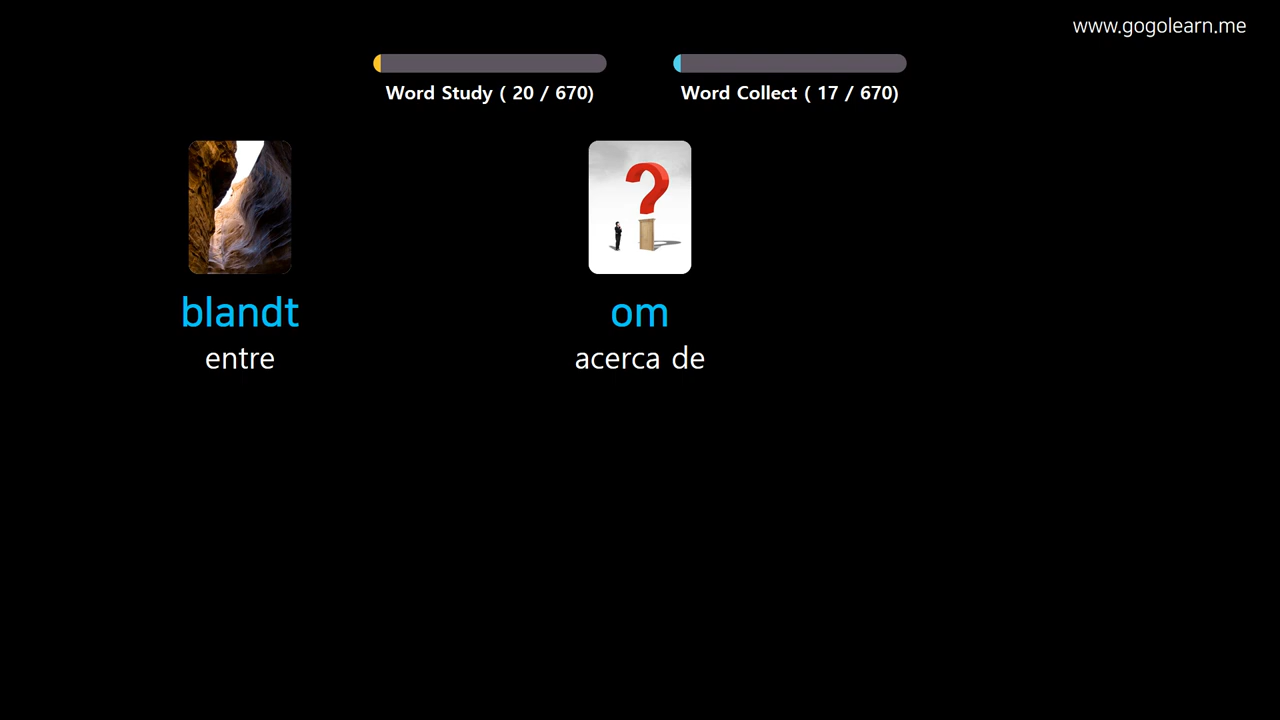 www.gogolearn.me
Word Study ( 20 / 670)
Word Collect ( 17 / 670)
blandt
entre
om
acerca de